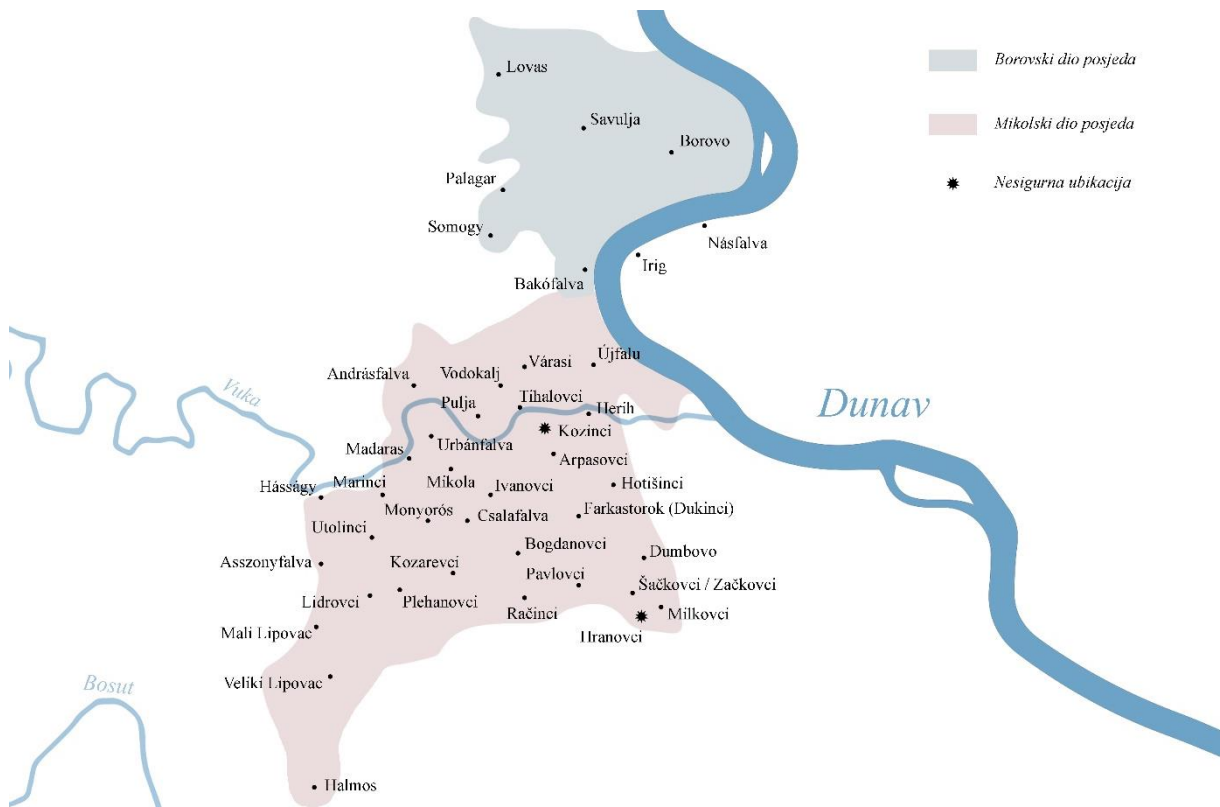 Lovas
Borovski dio posjeda
Savulja
Mikolski dio posjeda
Borovo
Palagar
Nesigurna ubikacija
Somogy
Násfalva
Irig
Bakófalva
Várasi
Újfalu
Andrásfalva
Vodokalj
Vuka
Tihalovci
Dunav
Pulja
Herih
Kozinci
Urbánfalva
Madaras
Arpasovci
Mikola
Ivanovci
Hotišinci
Marinci
Hásságy
Monyorós
Csalafalva
Farkastorok (Dukinci)
Utolinci
Bogdanovci
Dumbovo
Asszonyfalva
Kozarevci
Pavlovci
Šačkovci / Začkovci
Lidrovci
Plehanovci
Račinci
Milkovci
Mali Lipovac
Hranovci
Veliki Lipovac
Bosut
Halmos